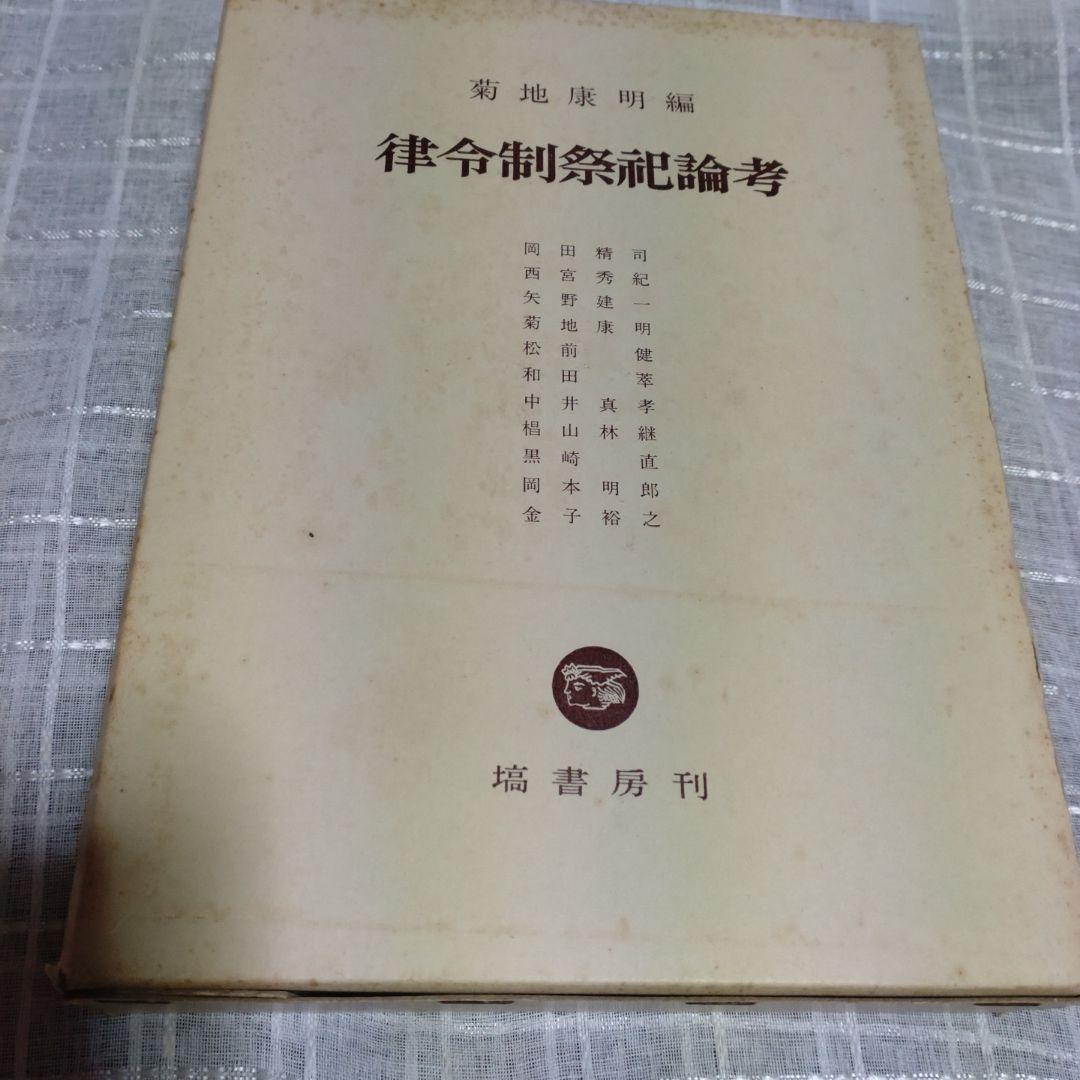 菊地康明編
律令制祭祀論考
岡田精司
西宮秀紀
矢野建一
菊地康明
松前健
和田萃
中井真孝
椙山林継
黒崎直
岡本明郎
金子裕之
塙書房刊